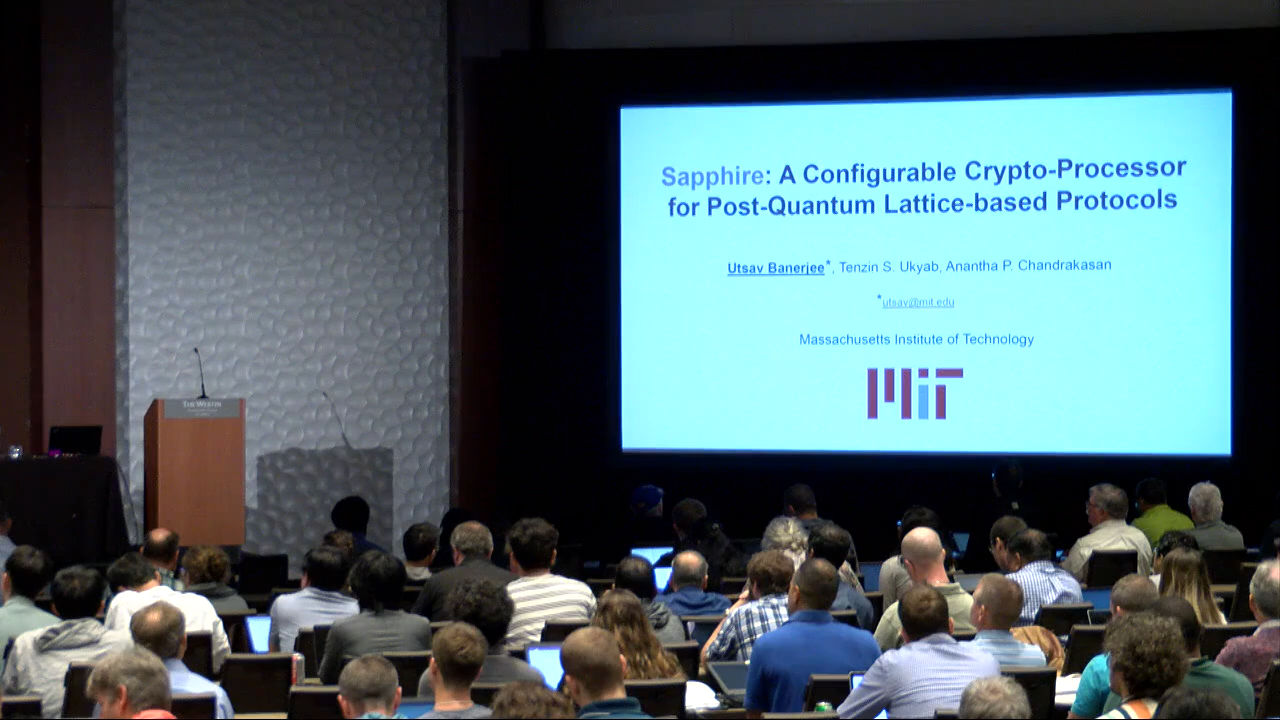 Sapphire: A Configurable Crypto-Processor
for Post-Quantum Lattice-based Protocols
Utsav Banerjee*, Tenzin S. Ukyab, Anantha P. Chandrakasan
*utsav@mit.edu
Massachusetts Institute of Technology
MIT
THE WESTIN